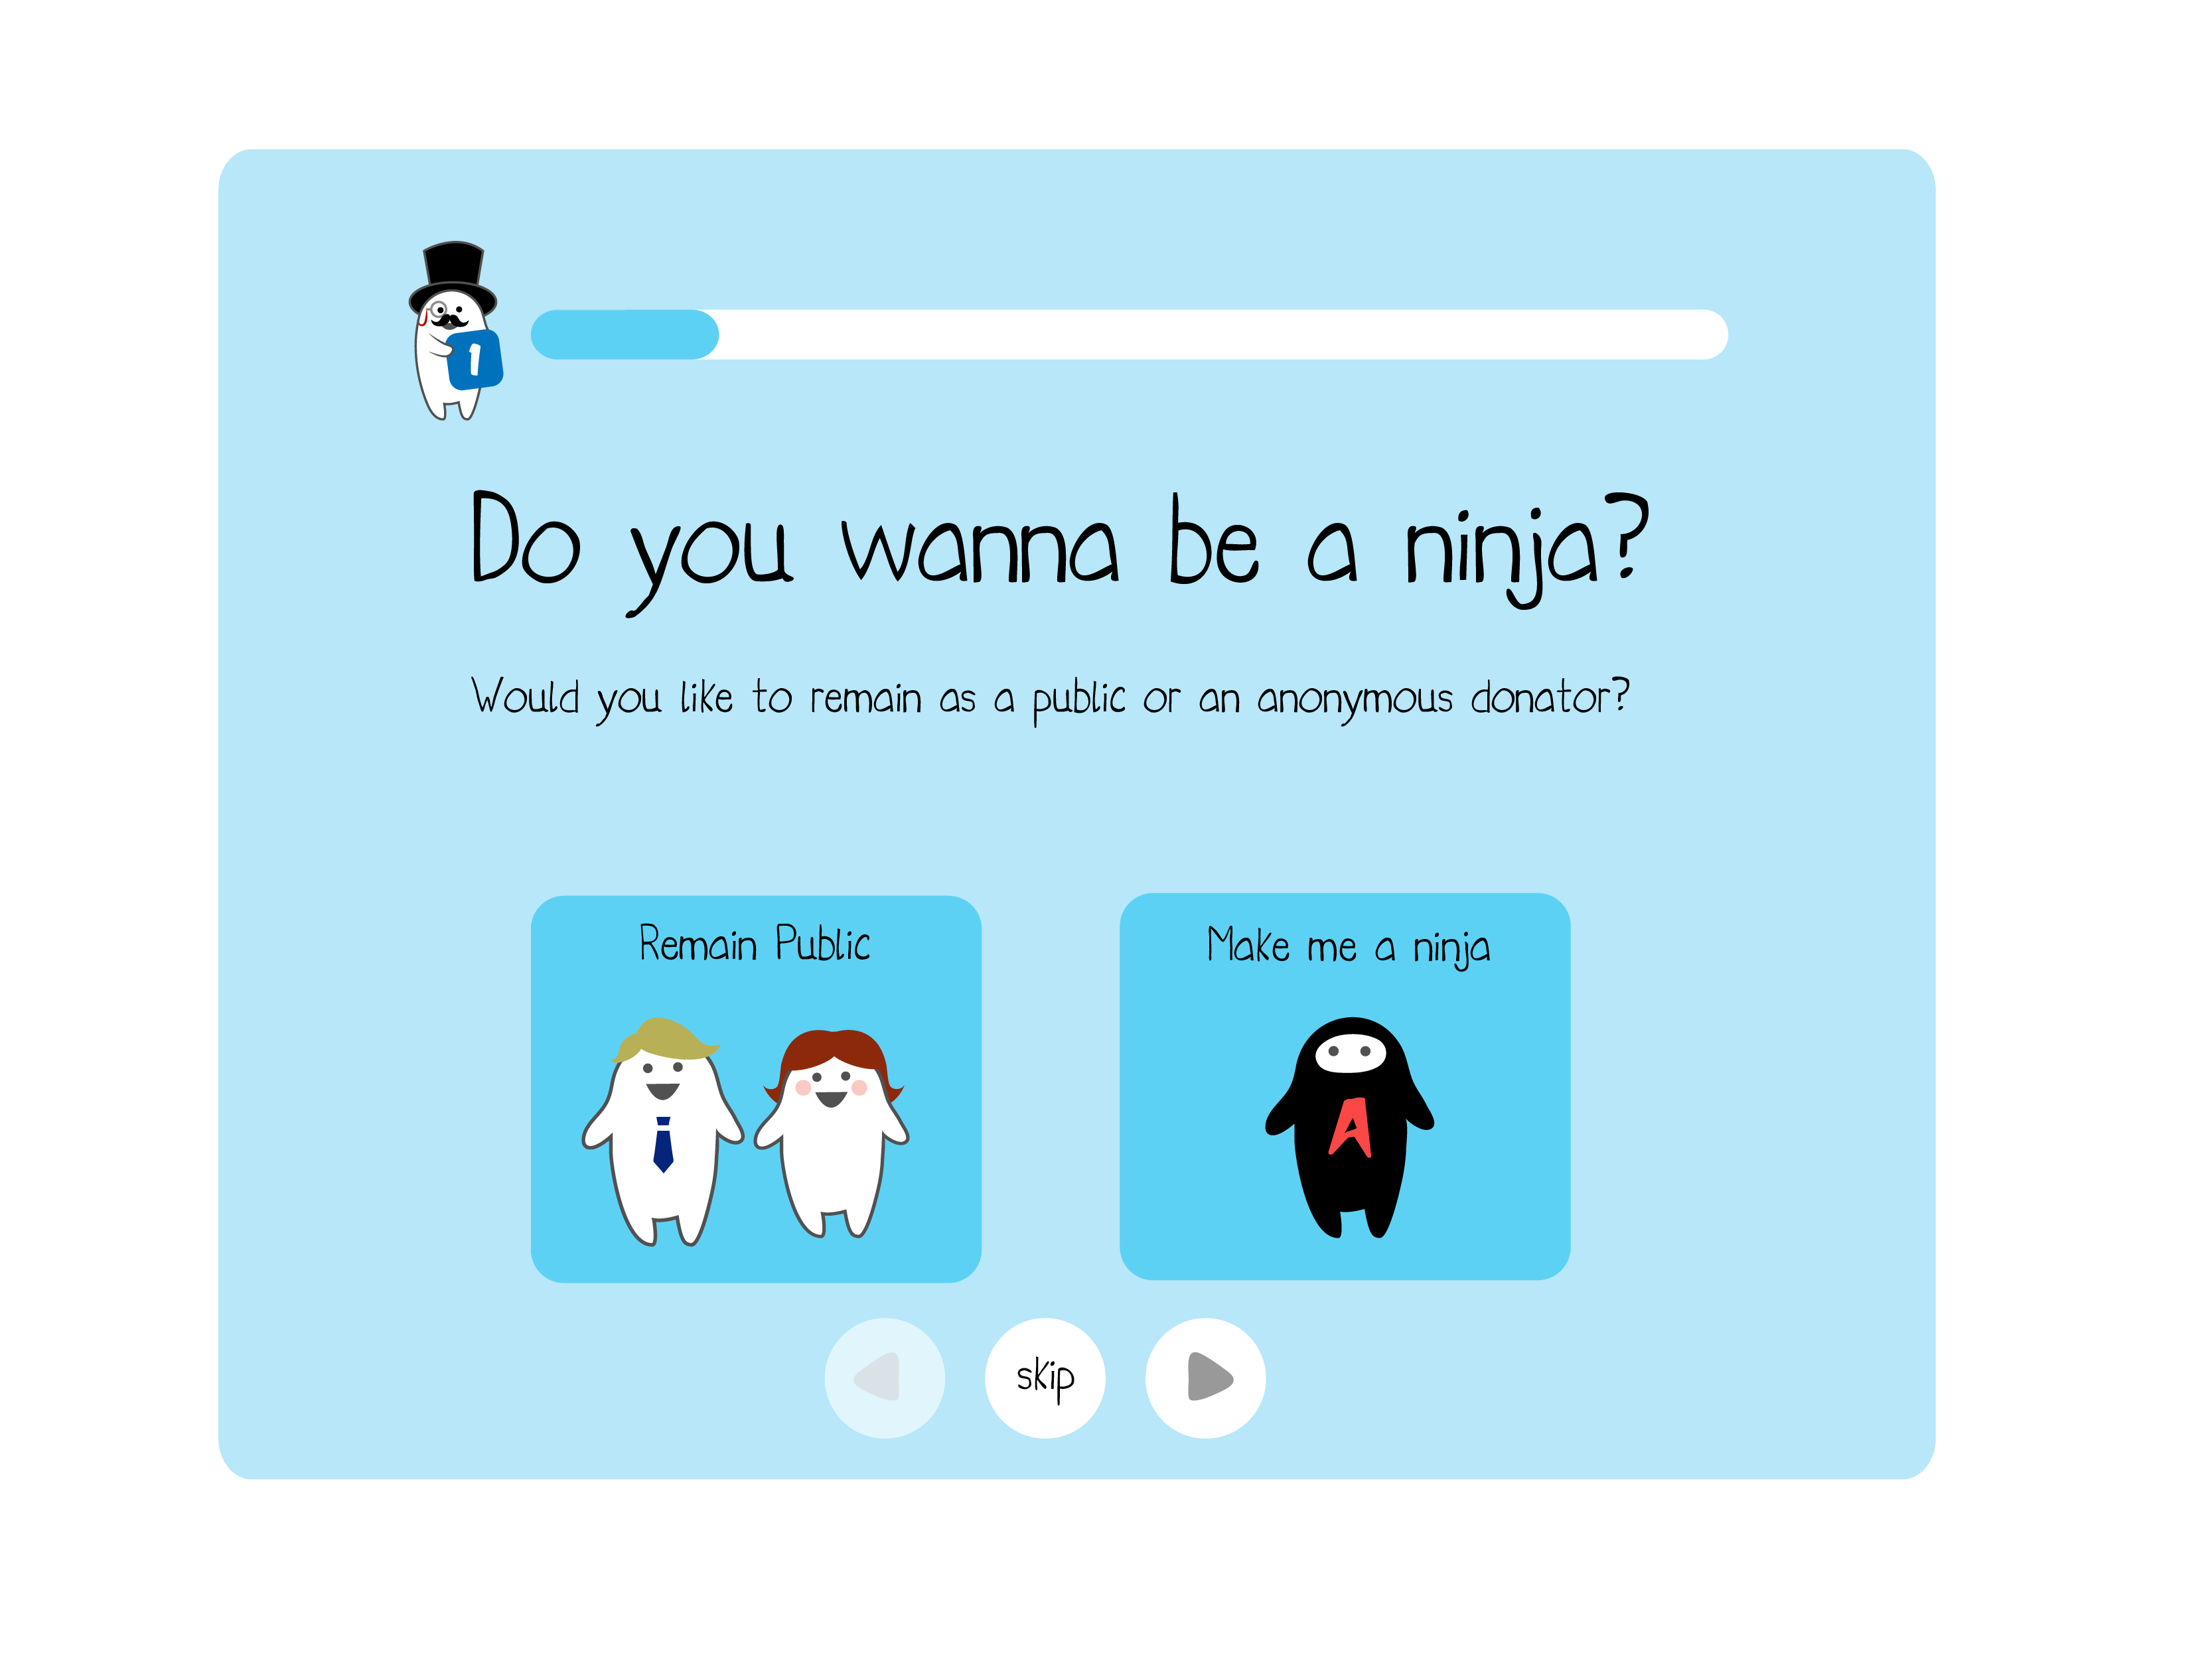 1
Do you wanna be a ninja?
Would you like to remain as a public or an anonymous donator?
Remain Public
Make me a ninja
A
skip